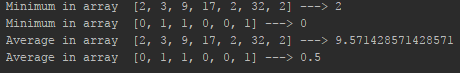 Minimum in array  [2, 3, 9, 17, 2, 32, 2] ---> 2
Minimum in array  [0, 1, 1, 0, 0, 1] ---> 0
Average in array  [2, 3, 9, 17, 2, 32, 2] ---> 9.571428571428571
Average in array  [0, 1, 1, 0, 0, 1] ---> 0.5